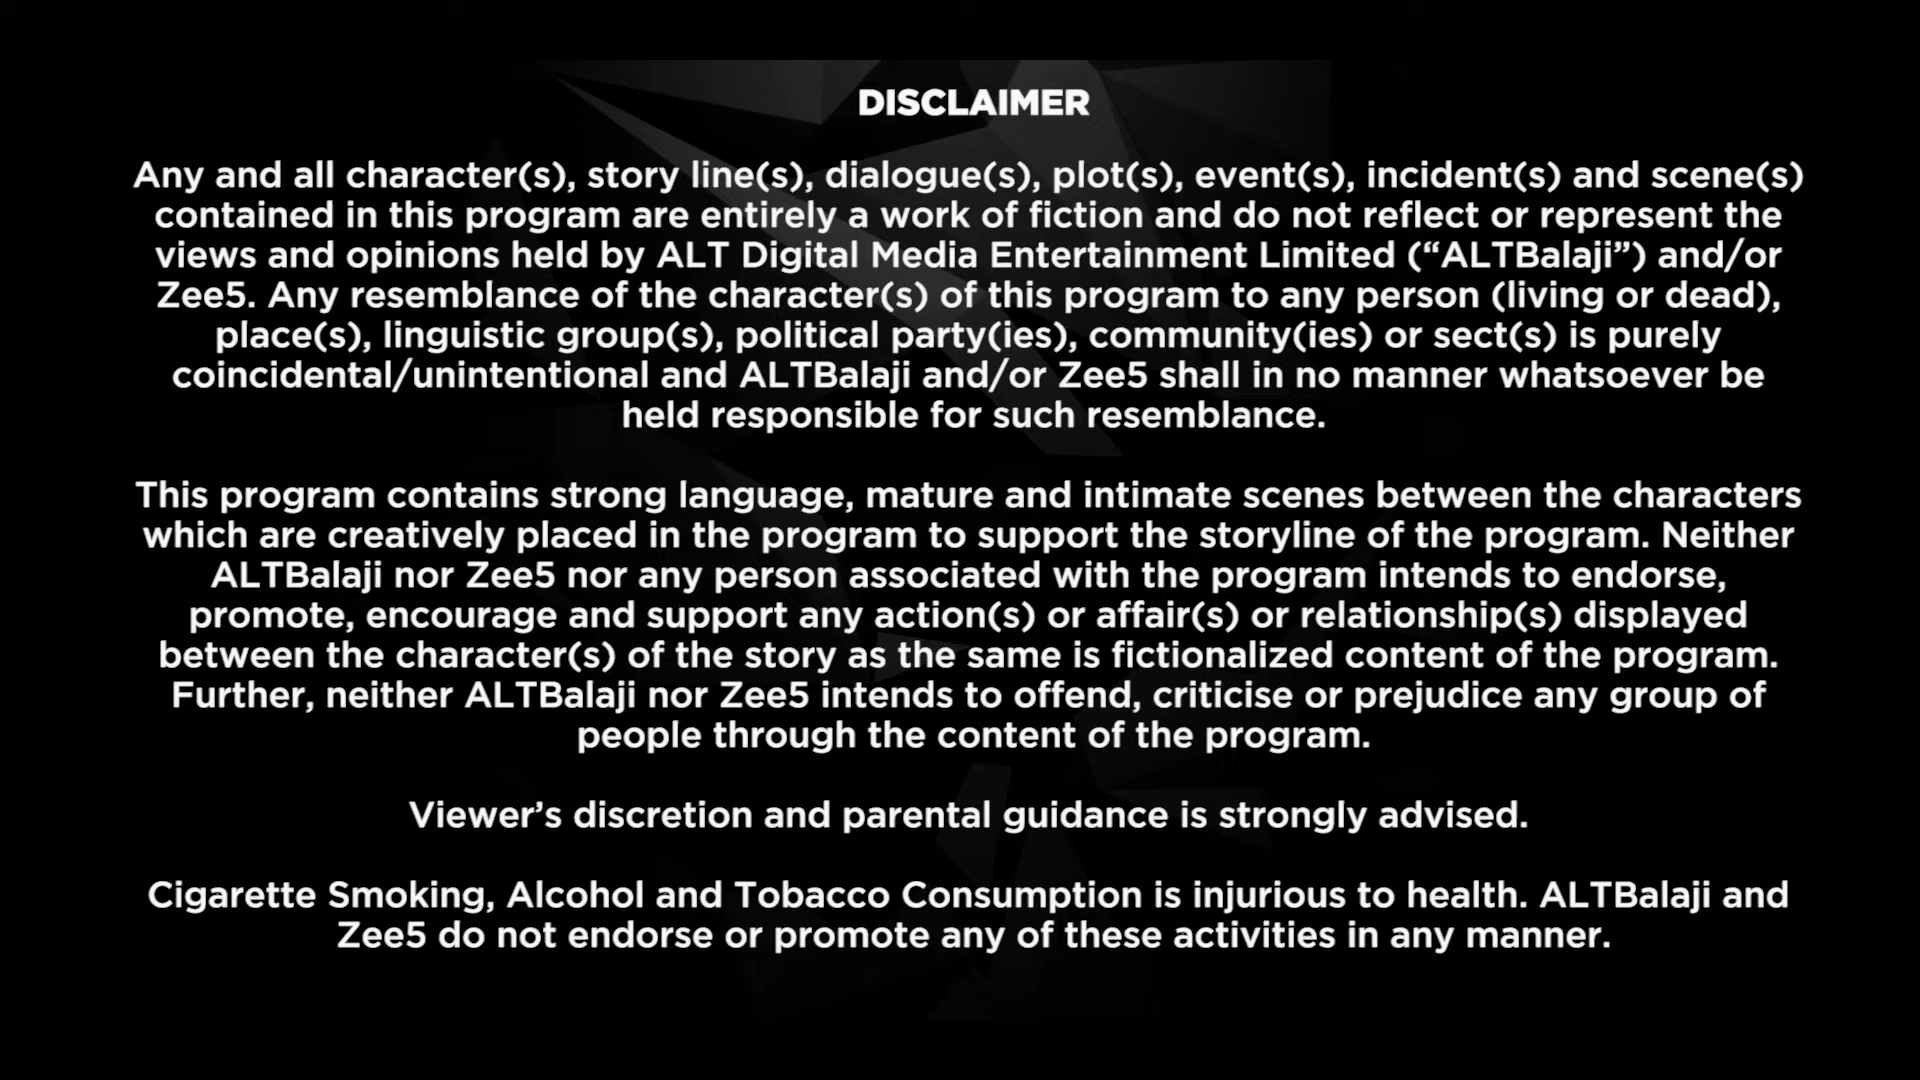 DISCLAIMER
Any and all character(s), story line(s), dialogue(s), plot(s), event(s), incident(s) and scene(s)
contained in this program are entirely a work of fiction and do not reflect or represent the
views and opinions held by ALT Digital Media Entertainment Limited (“ALTBalaji”) and/or
Zee5. Any resemblance of the character(s) of this program to any person (living or dead),
place(s), linguistic group(s), political party(ies), community(ies) or sect(s) is purely
coincidental/unintentional and ALTBalaji and/or Zee5 shall in no manner whatsoever be
held responsible for such resemblance.
This program contains strong language, mature and intimate scenes between the characters
which are creatively placed in the program to support the storyline of the program. Neither
ALTBalaji nor Zee5 nor any person associated with the program intends to endorse,
promote, encourage and support any action(s) or affair(s) or relationship(s) displayed
between the character(s) of the story as the same is fictionalized content of the program.
Further, neither ALTBalaji nor Zee5 intends to offend, criticise or prejudice any group of
people through the content of the program.
Viewer’s discretion and parental guidance is strongly advised.
Cigarette Smoking, Alcohol and Tobacco Consumption is injurious to health. ALTBalaji and
Zee5 do not endorse or promote any of these activities in any manner.